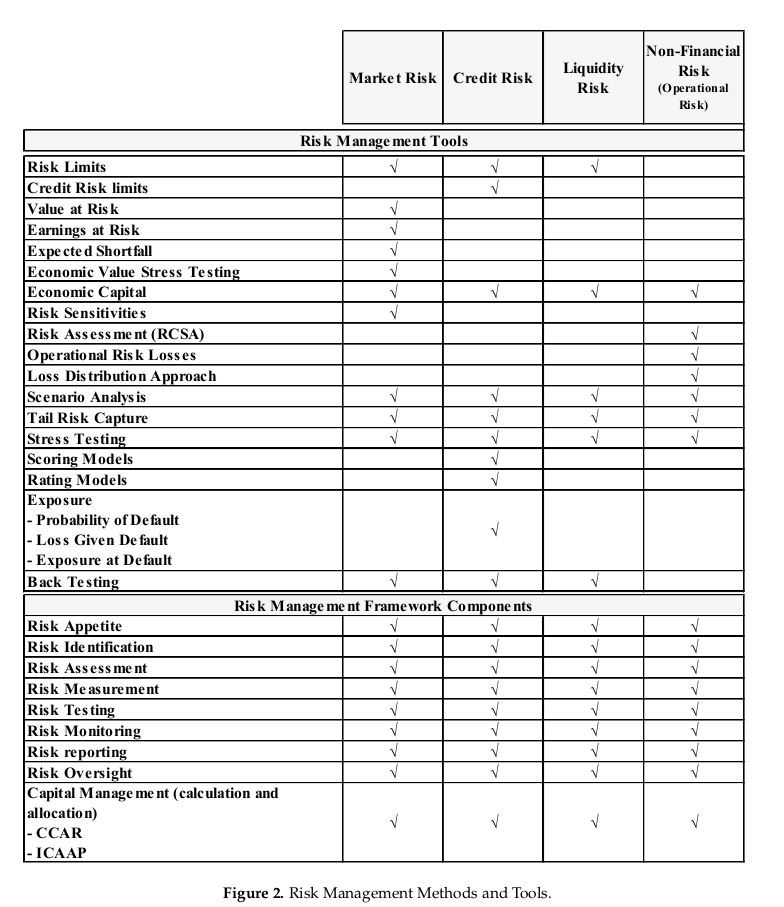 Market Risk Credit Risk Liquidity Risk Non-Financial Risk (Operational Risk)
Risk Management Tools
Risk Limits √ √ √
Credit Risk limits √
Value at Risk √
Earnings at Risk √
Expected Shortfall √
Economic Value Stress Testing √
Economic Capital √ √ √ √
Risk Sensitivities √
Risk Assessment (RCSA) √
Operational Risk Losses √
Loss Distribution Approach √
Scenario Analysis √ √ √ √
Tail Risk Capture √ √ √ √
Stress Testing √ √ √ √
Scoring Models √
Rating Models √
Exposure
- Probability of Default
- Loss Given Default √
- Exposure at Default
Back Testing √ √ √
Risk Management Framework Components
Risk Appetite √ √ √ √
Risk Identification √ √ √ √
Risk Assessment √ √ √ √
Risk Measurement √ √ √ √
Risk Testing √ √ √ √
Risk Monitoring √ √ √ √
Risk reporting √ √ √ √
Risk Oversight √ √ √ √
Capital Management (calculation and
allocation) √ √ √ √
- CCAR
- ICAAP
Figure 2. Risk Management Methods and Tools.